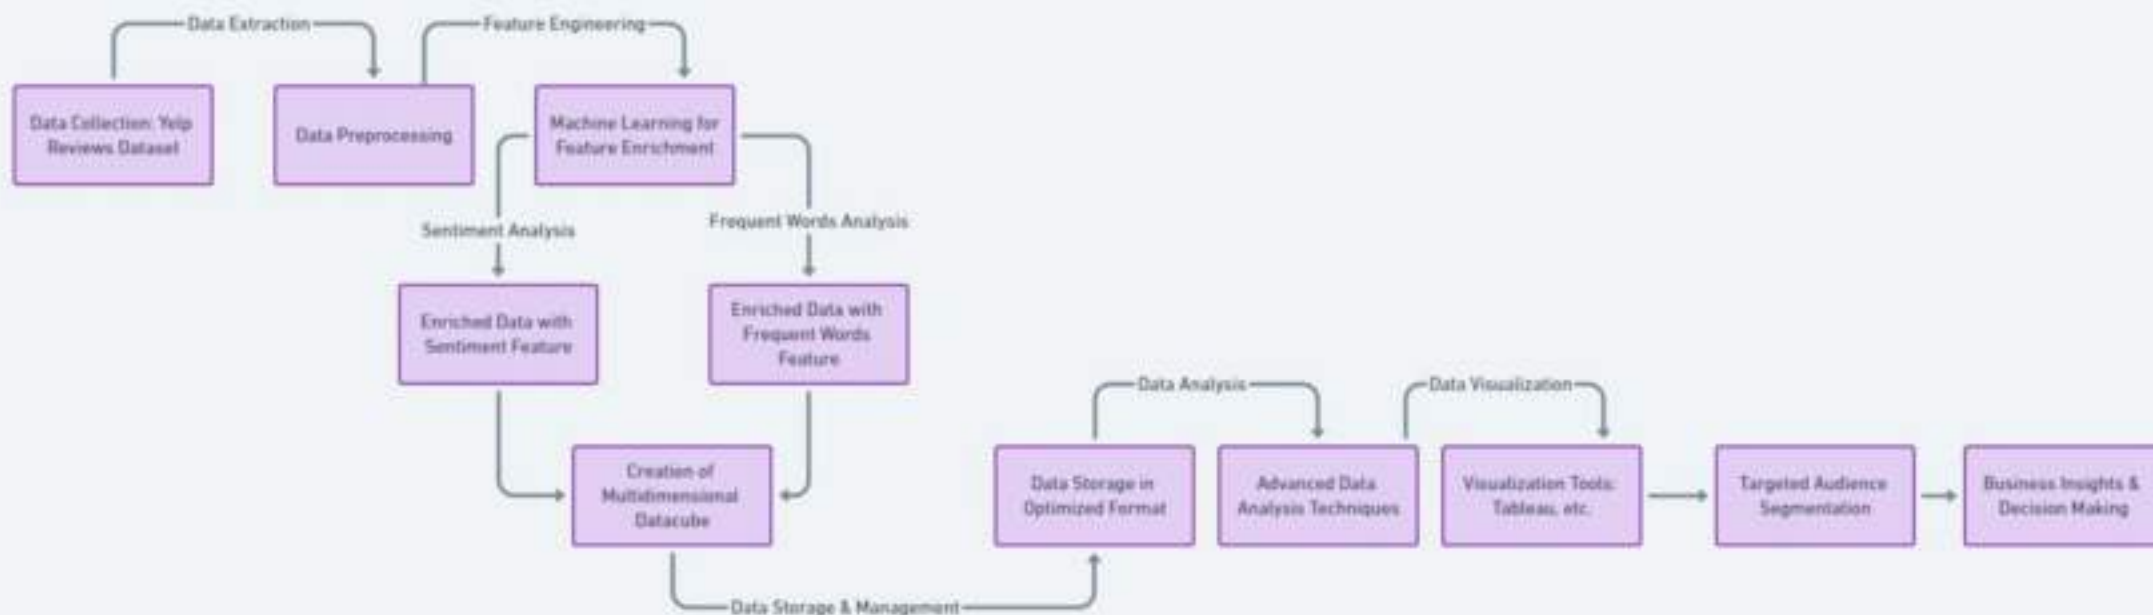 Data Extraction
Feature Engineering
Data Collection: Yelp
Reviews Dataset
Data Preprocessing
Machine Learning for
Feature Enrichment
Sentiment Analysis
Frequent Words Analysis
Enriched Data with
Sentiment Feature
Enriched Data with
Frequent Words
Feature
Creation of
Multidimensional
Datacube
Data Storage & Management
Data Analysis
Data Visualization
Data Storage in
Optimized Format
Advanced Data
Analysis Techniques
Visualization Tools:
Tableau, etc.
Targeted Audience
Segmentation
Business Insights &
Decision Making